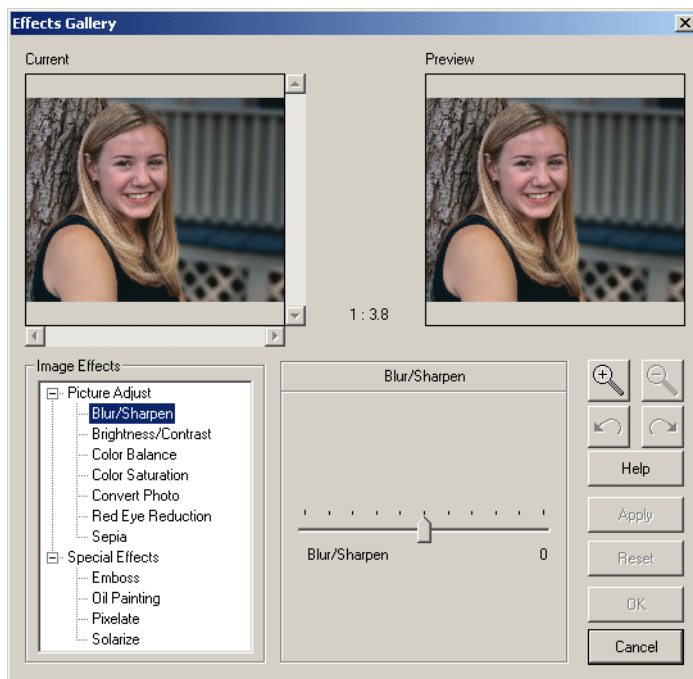 Effects Gallery
Current
Preview
1 : 3.8
Image Effects
Picture Adjust
Blur/Sharpen
Brightness/Contrast
Color Balance
Color Saturation
Convert Photo
Red Eye Reduction
Sepia
Special Effects
Emboss
Oil Painting
Pixelate
Solarize
Blur/Sharpen
Blur/Sharpen 0
Help
Apply
Reset
OK
Cancel